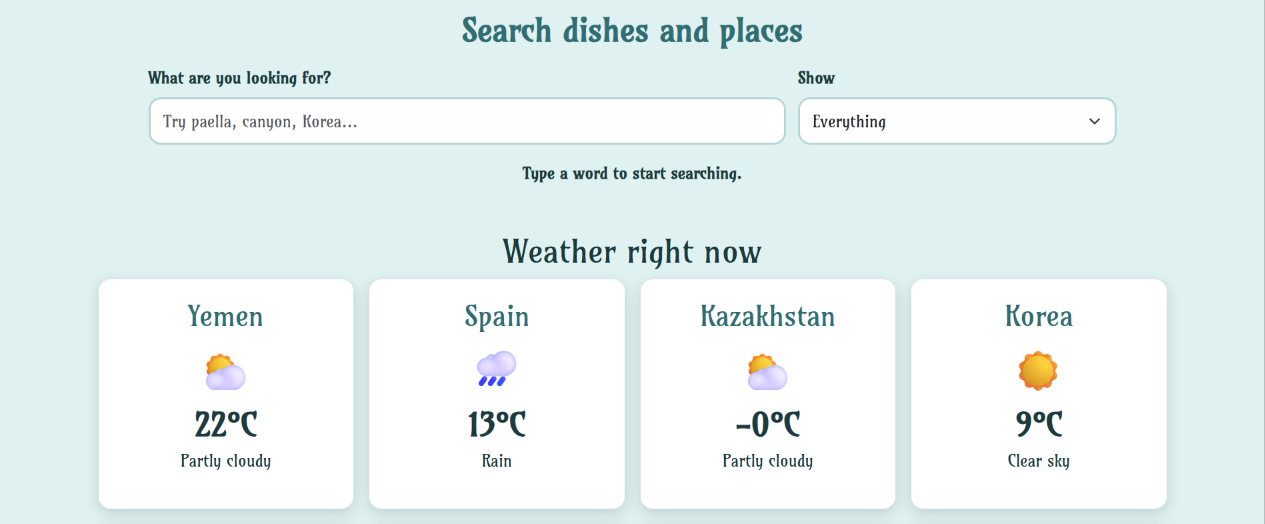 Search dishes and places
What are you looking for? Show
Try paella, canyon, Korea... Everything
Type a word to start searching.
Weather right now
Yemen Spain Kazakhstan Korea
22°C 13°C -0°C 9°C
Partly cloudy Rain Partly cloudy Clear sky